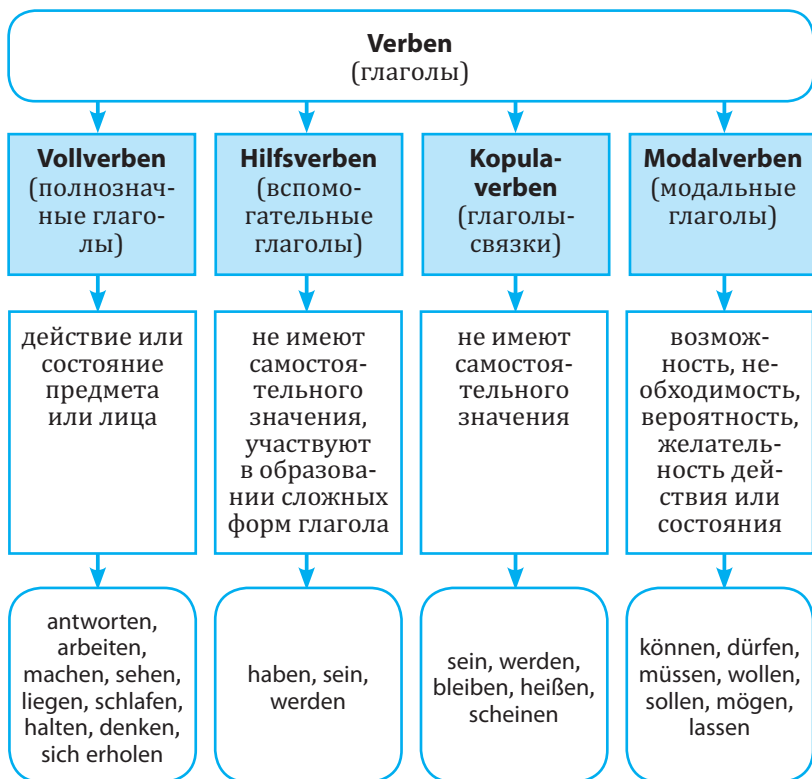 Verben
(глаголы)
Vollverben
(полнознач-
ные глаго-
лы)
Hilfsverben
(вспомо-
гательные
глаголы)
Kopula-
verben
(глаголы-
связки)
Modalverben
(модальные
глаголы)
действие или
состояние
предмета
или лица
не имеют
самостоя-
тельного
значения,
участвуют
в образова-
нии сложных
форм глагола
не имеют
самостоя-
тельного
значения
возмож-
ность, не-
обходимость,
вероятность,
желатель-
ность дей-
ствия или
состояния
antworten,
arbeiten,
machen, sehen,
liegen, schlafen,
halten, denken,
sich erholen
haben, sein,
werden
sein, werden,
bleiben, heißen,
scheinen
können, dürfen,
müssen, wollen,
sollen, mögen,
lassen